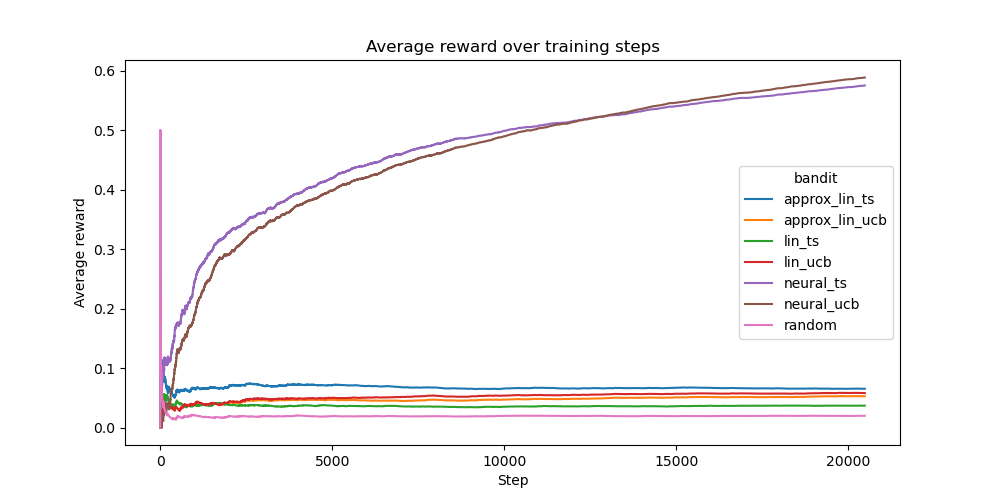 Average reward over training steps
Average reward
0.6
0.5
0.4
0.3
0.2
0.1
0.0
bandit
approx_lin_ts
approx_lin_ucb
lin_ts
lin_ucb
neural_ts
neural_ucb
random
0
5000
10000
15000
20000
Step